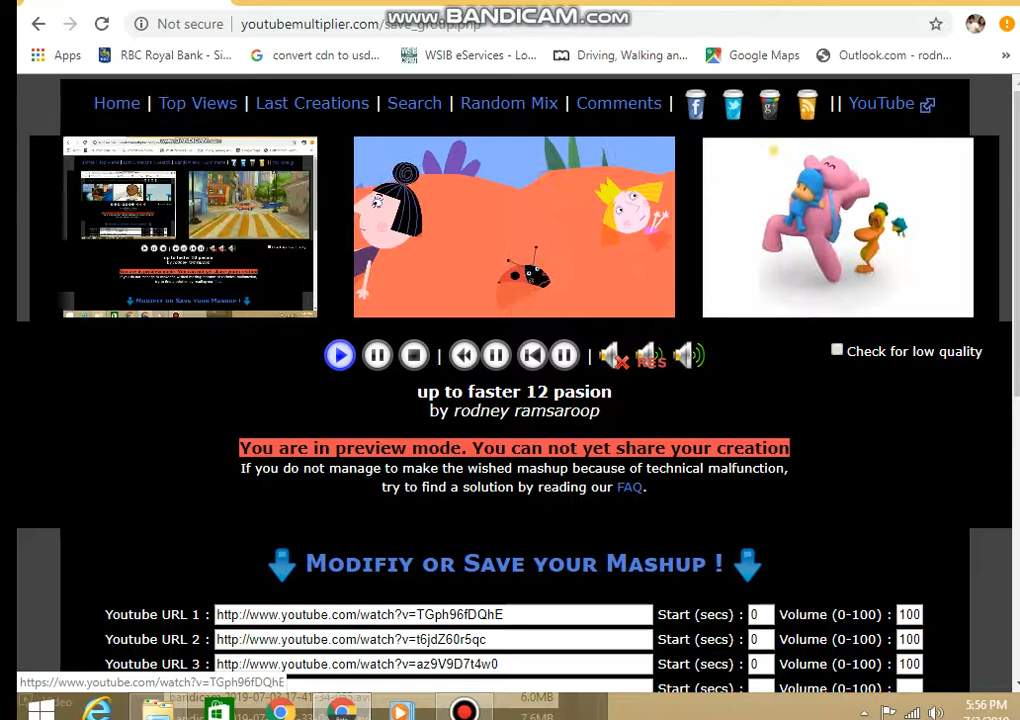 www.BANDICAM.com
Not secure | youtubemultiplier.com/save_group.php
Apps RBC Royal Bank - Si... convert cdn to usd... WSIB eServices - Lo... Driving, Walking an... Google Maps Outlook.com - rodn... »
Home | Top Views | Last Creations | Search | Random Mix | Comments | || YouTube
RES
Check for low quality
up to faster 12 pasion
by rodney ramsaroop
You are in preview mode. You can not yet share your creation
If you do not manage to make the wished mashup because of technical malfunction,
try to find a solution by reading our FAQ.
Modifiy or Save your Mashup !
Youtube URL 1 : http://www.youtube.com/watch?v=TGph96fDQhE Start (secs) : 0 Volume (0-100) : 100
Youtube URL 2 : http://www.youtube.com/watch?v=t6jdZ60r5qc Start (secs) : 0 Volume (0-100) : 100
Youtube URL 3 : http://www.youtube.com/watch?v=az9V9D7t4w0 Start (secs) : 0 Volume (0-100) : 100
https://www.youtube.com/watch?v=TGph96fDQhE
6.0MB
7.6MB
5:56 PM